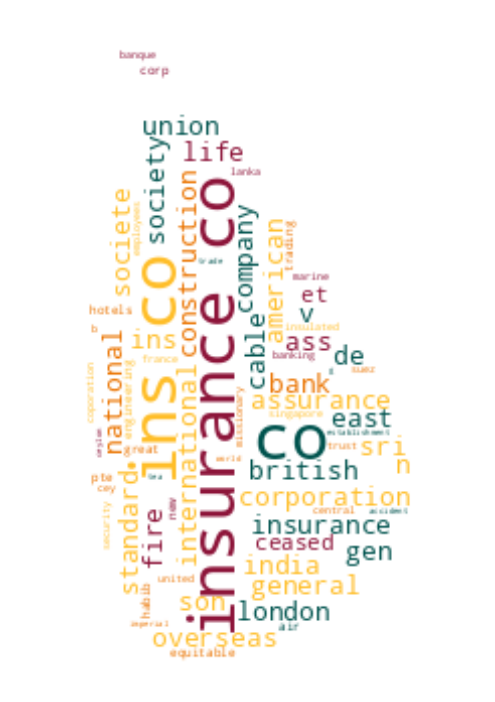 banque
corp
union
society
life
lanka
insurance co
ins co
construction
societe
employees
company
american
trading
trade
marine
et
v
insulated
hotels
b
ins
cable
ass
de
banking
france
suez
national
engineering
coporation
bank
assurance
singapore
east
co
establishment
missionary
international
great
trust
sri
ceylon
world
british
n
pte
cey
tea
standard
corporation
new
central
accident
security
fire
insurance
ceased
gen
india
united
general
habib
son
london
imperial
air
overseas
equitable